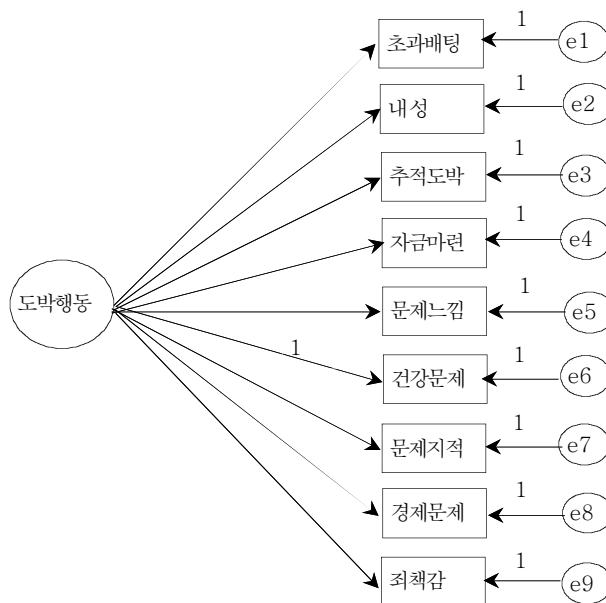 초과배팅 1 e1
내성 1 e2
추적도박 1 e3
자금마련 1 e4
도박행동
문제느낌 1 e5
1
건강문제 1 e6
문제지적 1 e7
경제문제 1 e8
죄책감 1 e9